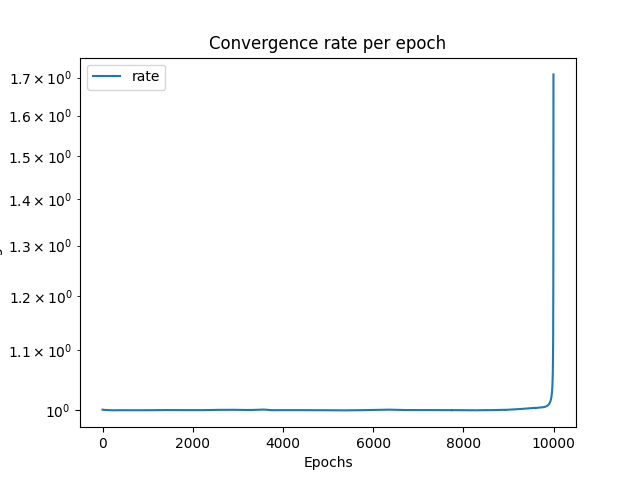 Convergence rate per epoch
rate
1.7 × 10⁰
1.6 × 10⁰
1.5 × 10⁰
1.4 × 10⁰
1.3 × 10⁰
1.2 × 10⁰
1.1 × 10⁰
10⁰
0 2000 4000 6000 8000 10000
Epochs